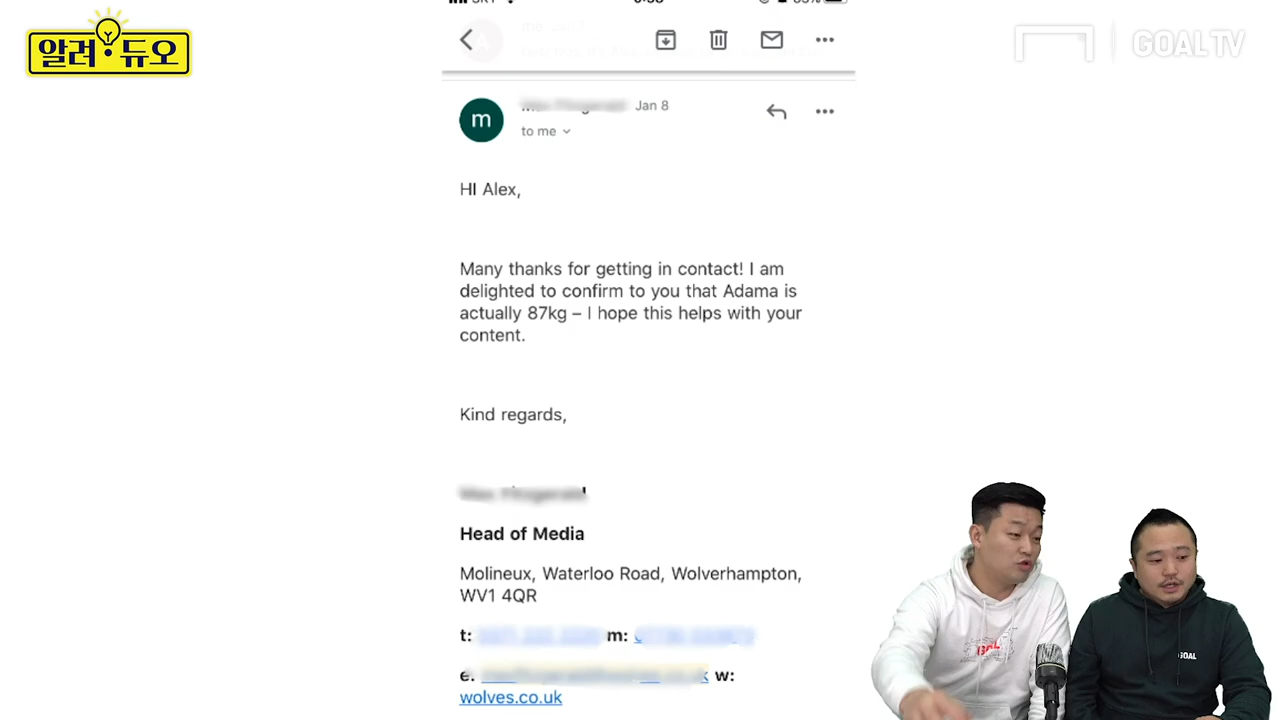 알려·듀오
GOAL TV
Jan 8
m
to me
HI Alex,
Many thanks for getting in contact! I am
delighted to confirm to you that Adama is
actually 87kg – I hope this helps with your
content.
Kind regards,
Head of Media
Molineux, Waterloo Road, Wolverhampton,
WV1 4QR
t: m:
e: w:
wolves.co.uk
GOAL
GOAL